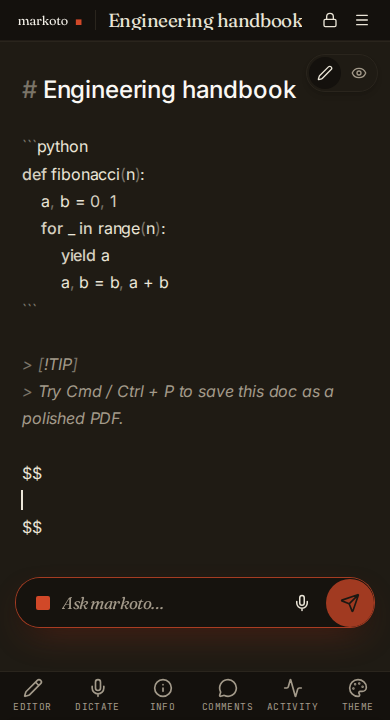 markoto
Engineering handbook
# Engineering handbook
```python
def fibonacci(n):
a, b = 0, 1
for _ in range(n):
yield a
a, b = b, a + b
```
> [!TIP]
> Try Cmd / Ctrl + P to save this doc as a
polished PDF.
$$
$$
Ask markoto...
EDITOR DICTATE INFO COMMENTS ACTIVITY THEME